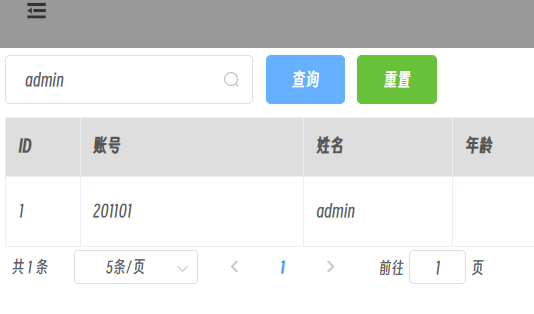 admin 查询 重置
ID 账号 姓名 年龄
1 201101 admin
共 1 条 5条/页 1 前往 1 页